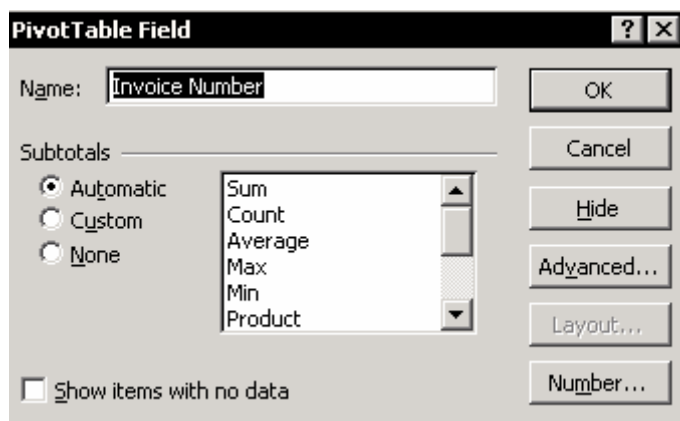 PivotTable Field
? X
Name: Invoice Number
OK
Cancel
Subtotals
Automatic
Custom
None
Sum
Count
Average
Max
Min
Product
Hide
Advanced...
Layout...
Show items with no data
Number...